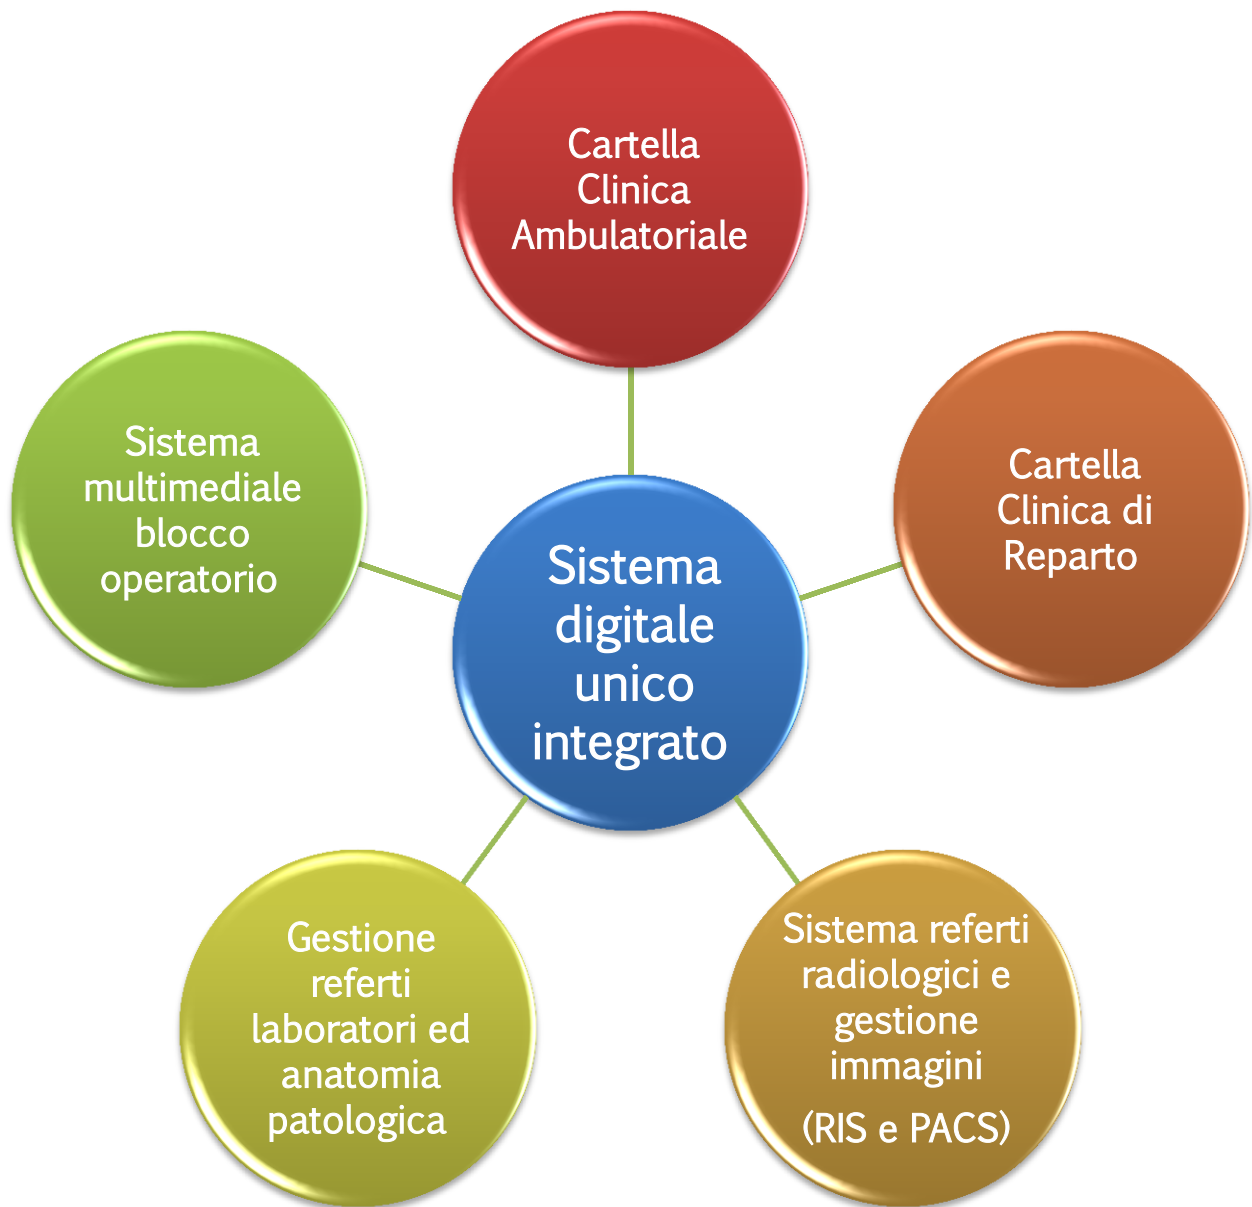 Cartella
Clinica
Ambulatoriale
Sistema
multimediale
blocco
operatorio
Cartella
Clinica di
Reparto
Sistema
digitale
unico
integrato
Gestione
referti
laboratori ed
anatomia
patologica
Sistema referti
radiologici e
gestione
immagini
(RIS e PACS)